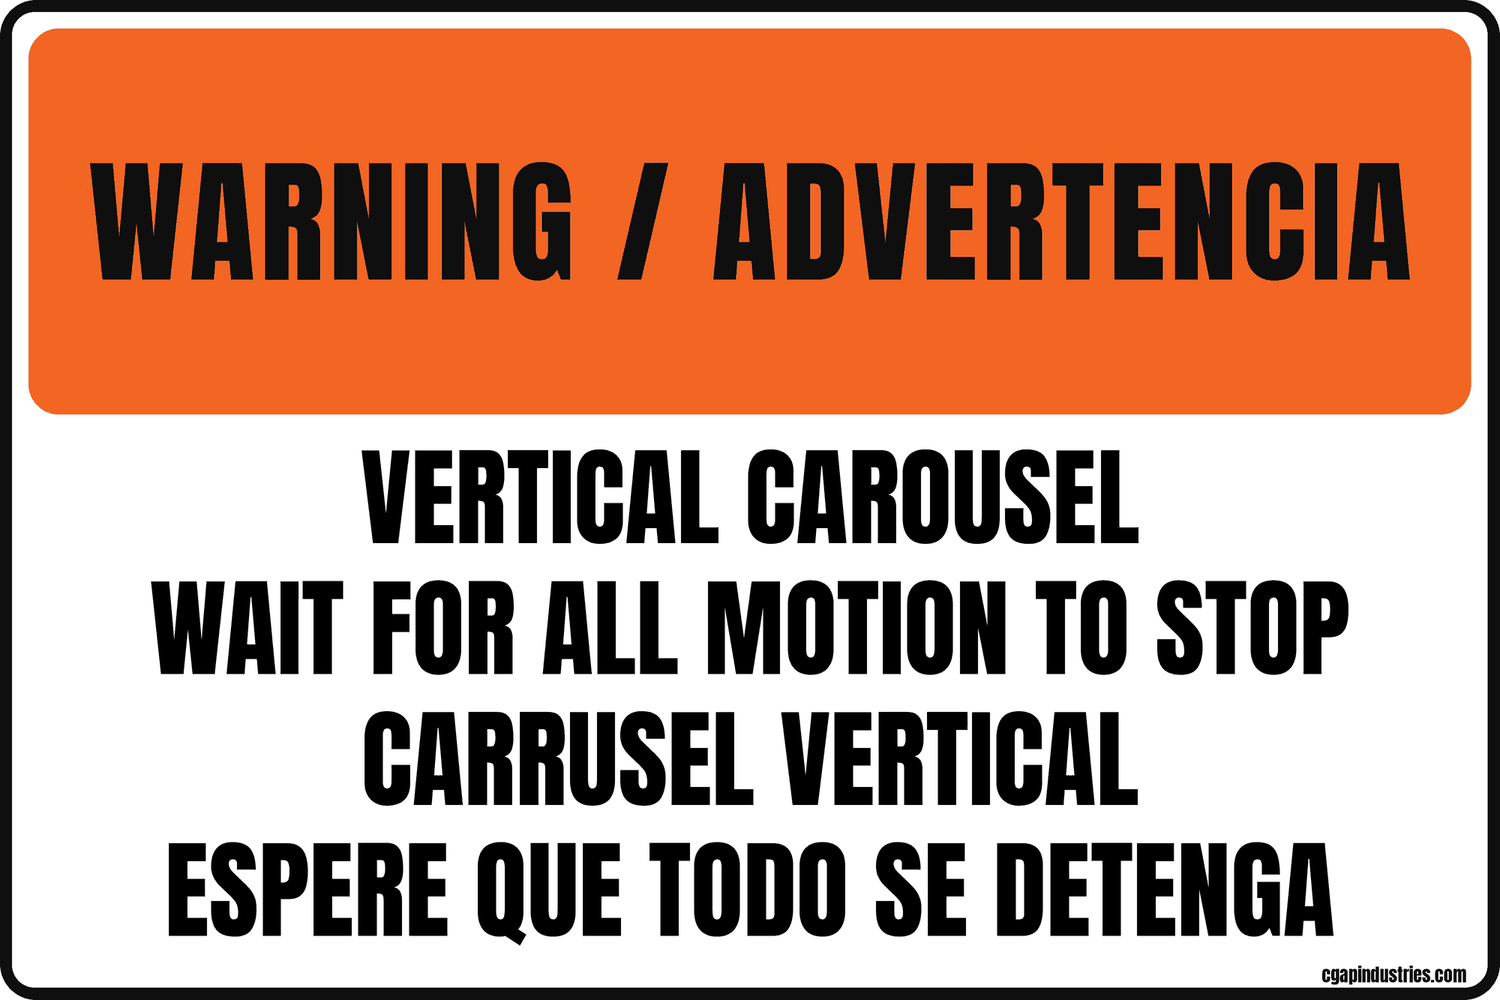 WARNING / ADVERTENCIA
VERTICAL CAROUSEL
WAIT FOR ALL MOTION TO STOP
CARRUSEL VERTICAL
ESPERE QUE TODO SE DETENGA
cgapindustries.com